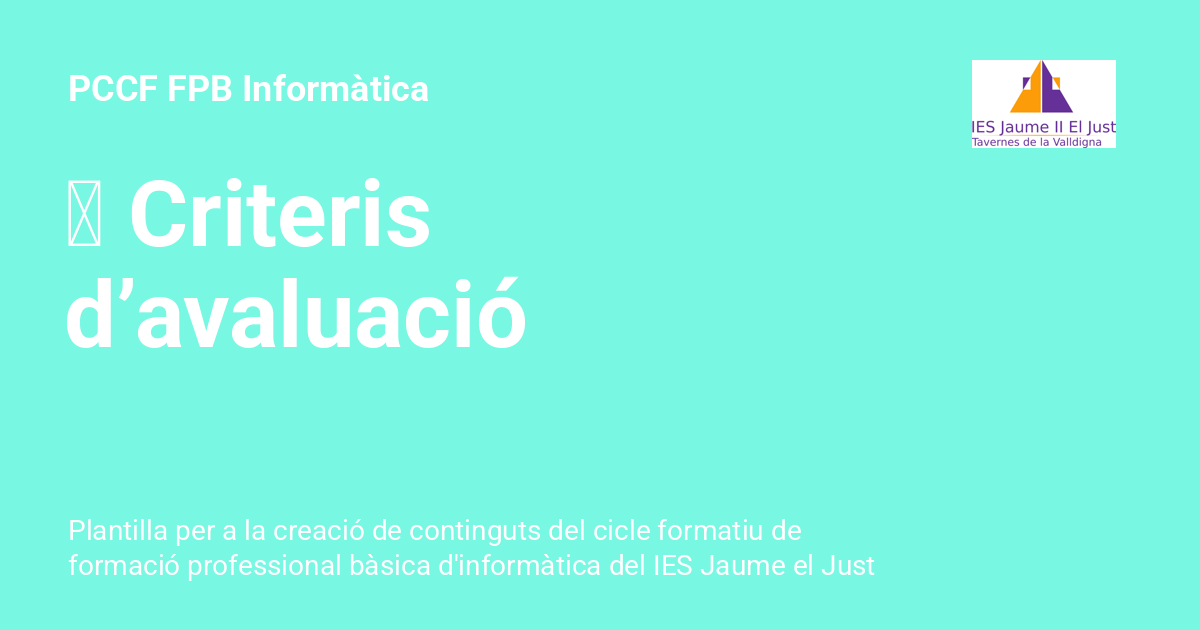 PCCF FPB Informàtica
IES Jaume II El Just
Tavernes de la Valldigna
Criteris
d’avaluació
Plantilla per a la creació de continguts del cicle formatiu de
formació professional bàsica d'informàtica del IES Jaume el Just